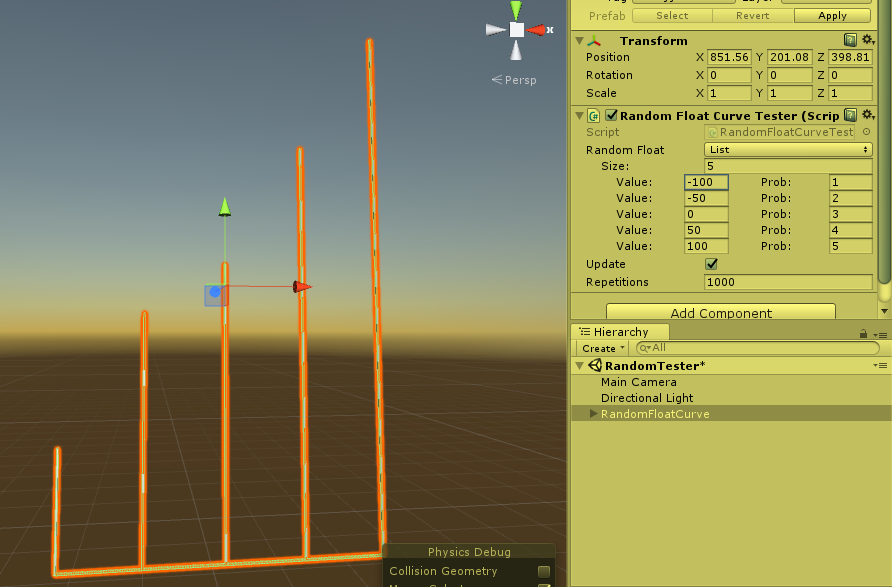 Prefab Select Revert Apply
Transform
Position X 851.56 Y 201.08 Z 398.81
Rotation X 0 Y 0 Z 0
Scale X 1 Y 1 Z 1
Random Float Curve Tester (Scrip
Script RandomFloatCurveTest
Random Float List
Size: 5
Value: -100 Prob: 1
Value: -50 Prob: 2
Value: 0 Prob: 3
Value: 50 Prob: 4
Value: 100 Prob: 5
Update
Repetitions 1000
Add Component
Hierarchy
Create All
RandomTester*
Main Camera
Directional Light
RandomFloatCurve
x
Persp
Physics Debug
Collision Geometry